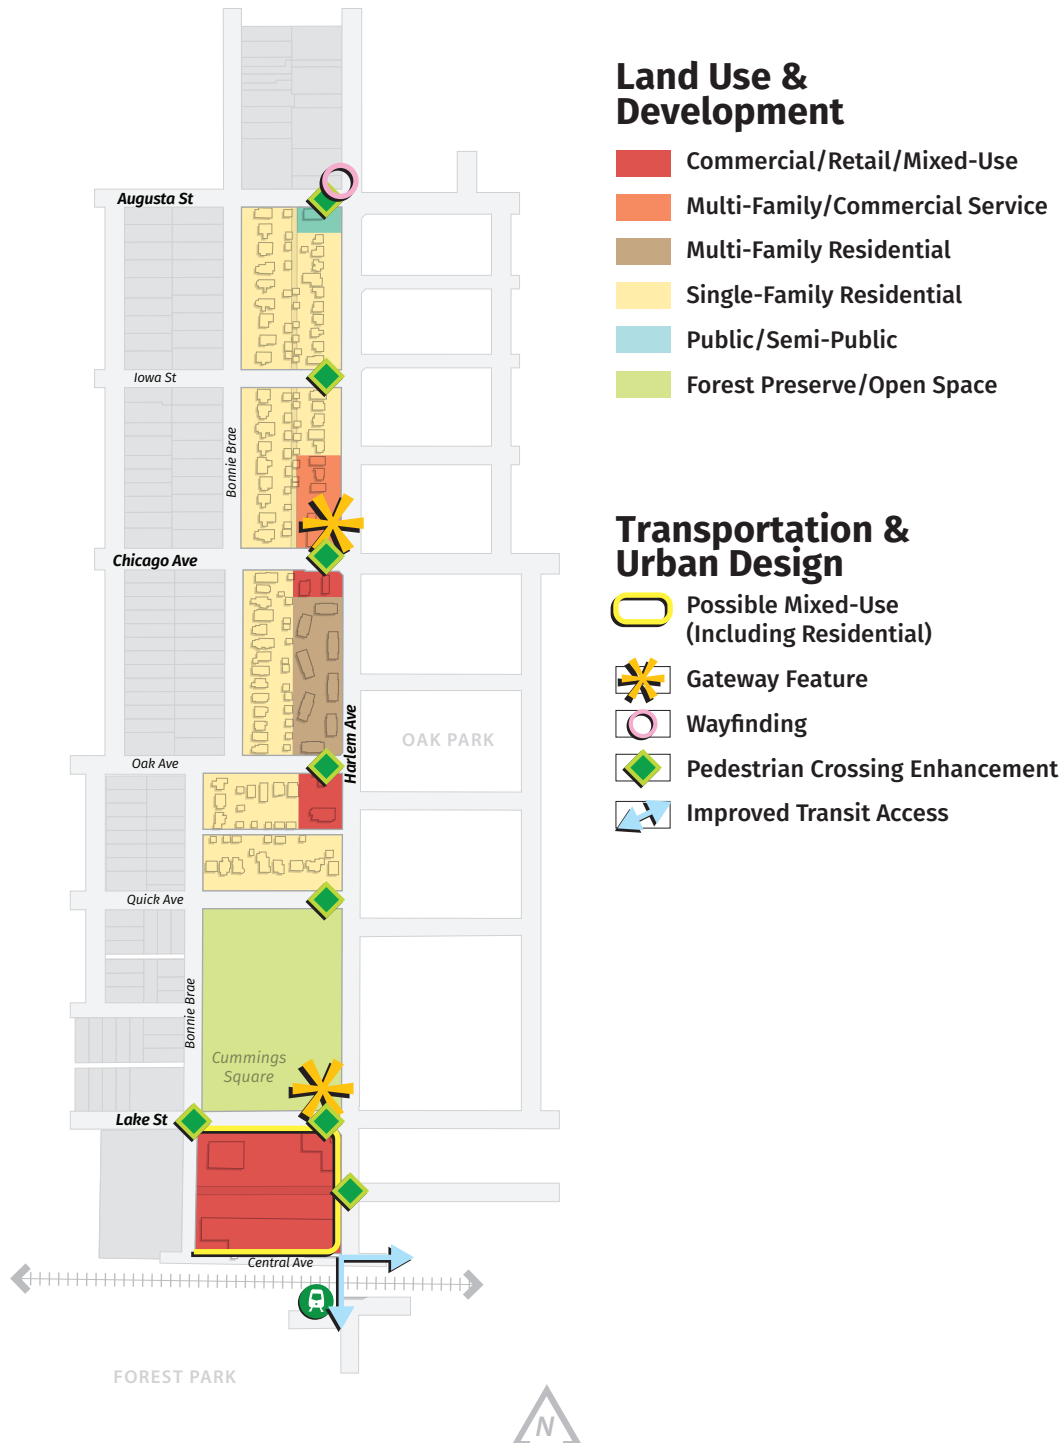 Land Use &
Development
Commercial/Retail/Mixed-Use
Multi-Family/Commercial Service
Multi-Family Residential
Single-Family Residential
Public/Semi-Public
Forest Preserve/Open Space
Transportation &
Urban Design
Possible Mixed-Use
(Including Residential)
Gateway Feature
Wayfinding
Pedestrian Crossing Enhancement
Improved Transit Access
Augusta St
Iowa St
Bonnie Brae
Chicago Ave
Harlem Ave
OAK PARK
Oak Ave
Quick Ave
Bonnie Brae
Cummings
Square
Lake St
Central Ave
FOREST PARK
N